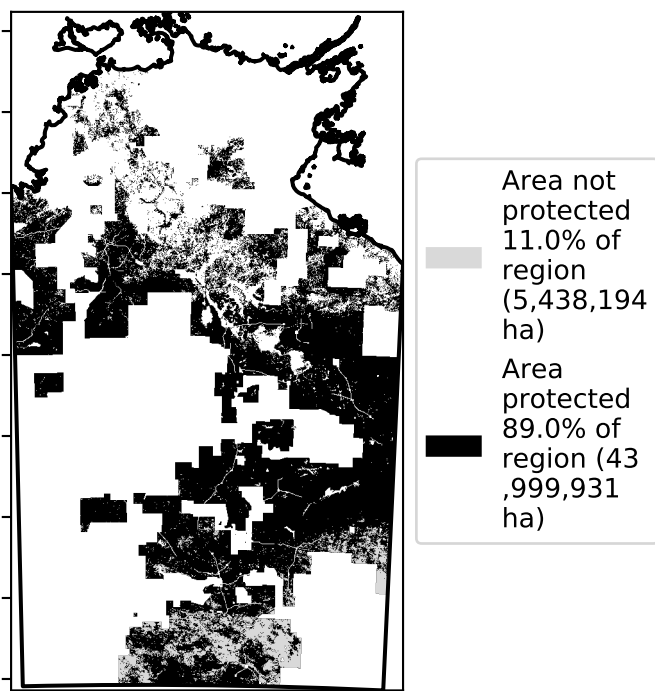 Area not
protected
11.0% of
region
(5,438,194
ha)
Area
protected
89.0% of
region (43
,999,931
ha)